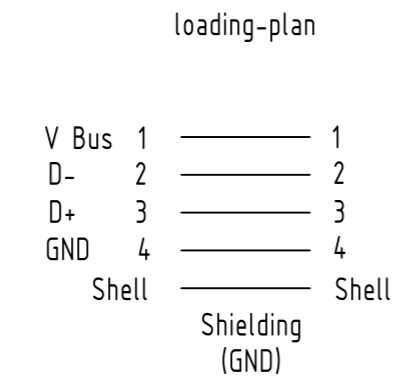 loading-plan
V Bus 1 1
D- 2 2
D+ 3 3
GND 4 4
Shell Shell
Shielding
(GND)